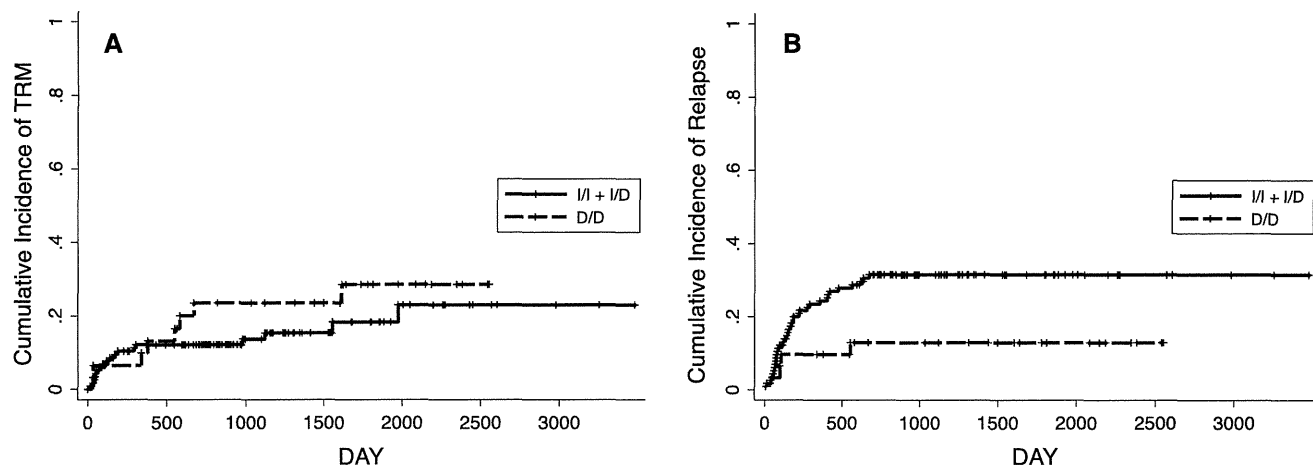 A
Cumulative Incidence of TRM
1
.8
.6
.4
.2
0
I/I + I/D
D/D
0 500 1000 1500 2000 2500 3000
DAY
B
Cumulative Incidence of Relapse
1
.8
.6
.4
.2
0
I/I + I/D
D/D
0 500 1000 1500 2000 2500 3000
DAY